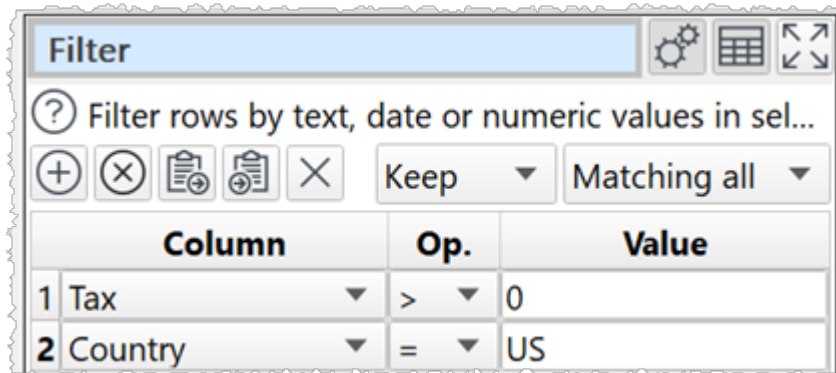 Filter
Filter rows by text, date or numeric values in sel...
Keep Matching all
Column Op. Value
1 Tax > 0
2 Country = US